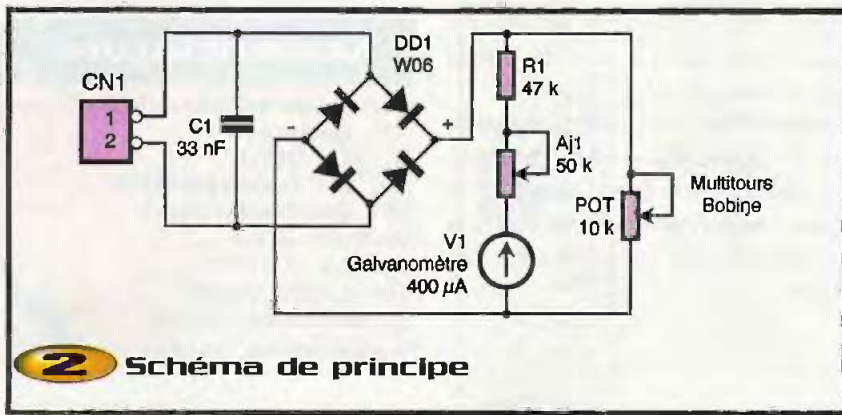 CN1
1
2
C1
33 nF
DD1
W06
-
+
R1
47 k
Aj1
50 k
V1
Galvanomètre
400 µA
POT
10 k
Multitours
Bobine
2 Schéma de principe